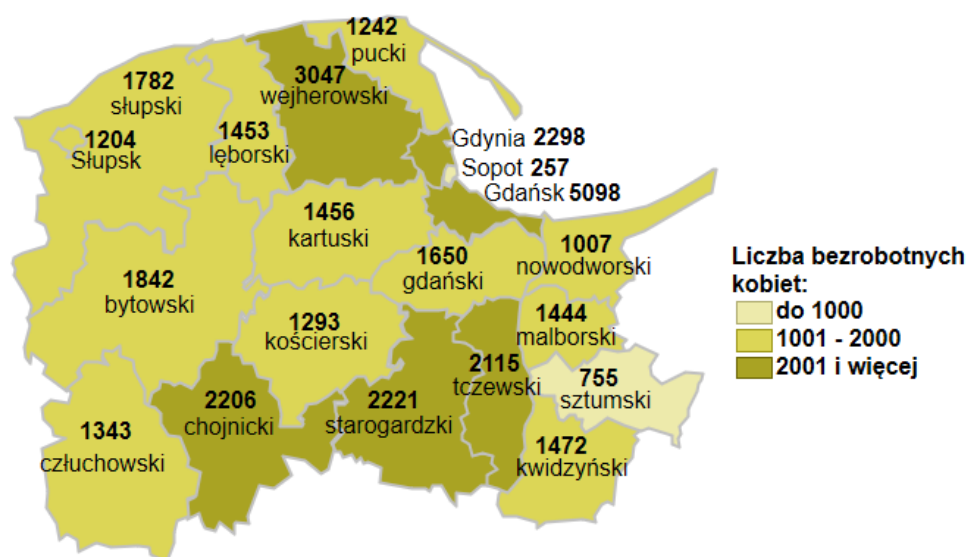 1242
pucki
3047
wejherowski
1782
słupski
1204
Słupsk
1453
lęborski
Gdynia 2298
Sopot 257
Gdańsk 5098
1456
kartuski
1650
gdański
1007
nowodworski
1842
bytowski
1293
kościerski
1444
malborski
2115
tczewski
755
sztumski
2206
chojnicki
2221
starogardzki
1343
człuchowski
1472
kwidzyński
Liczba bezrobotnych
kobiet:
do 1000
1001 - 2000
2001 i więcej